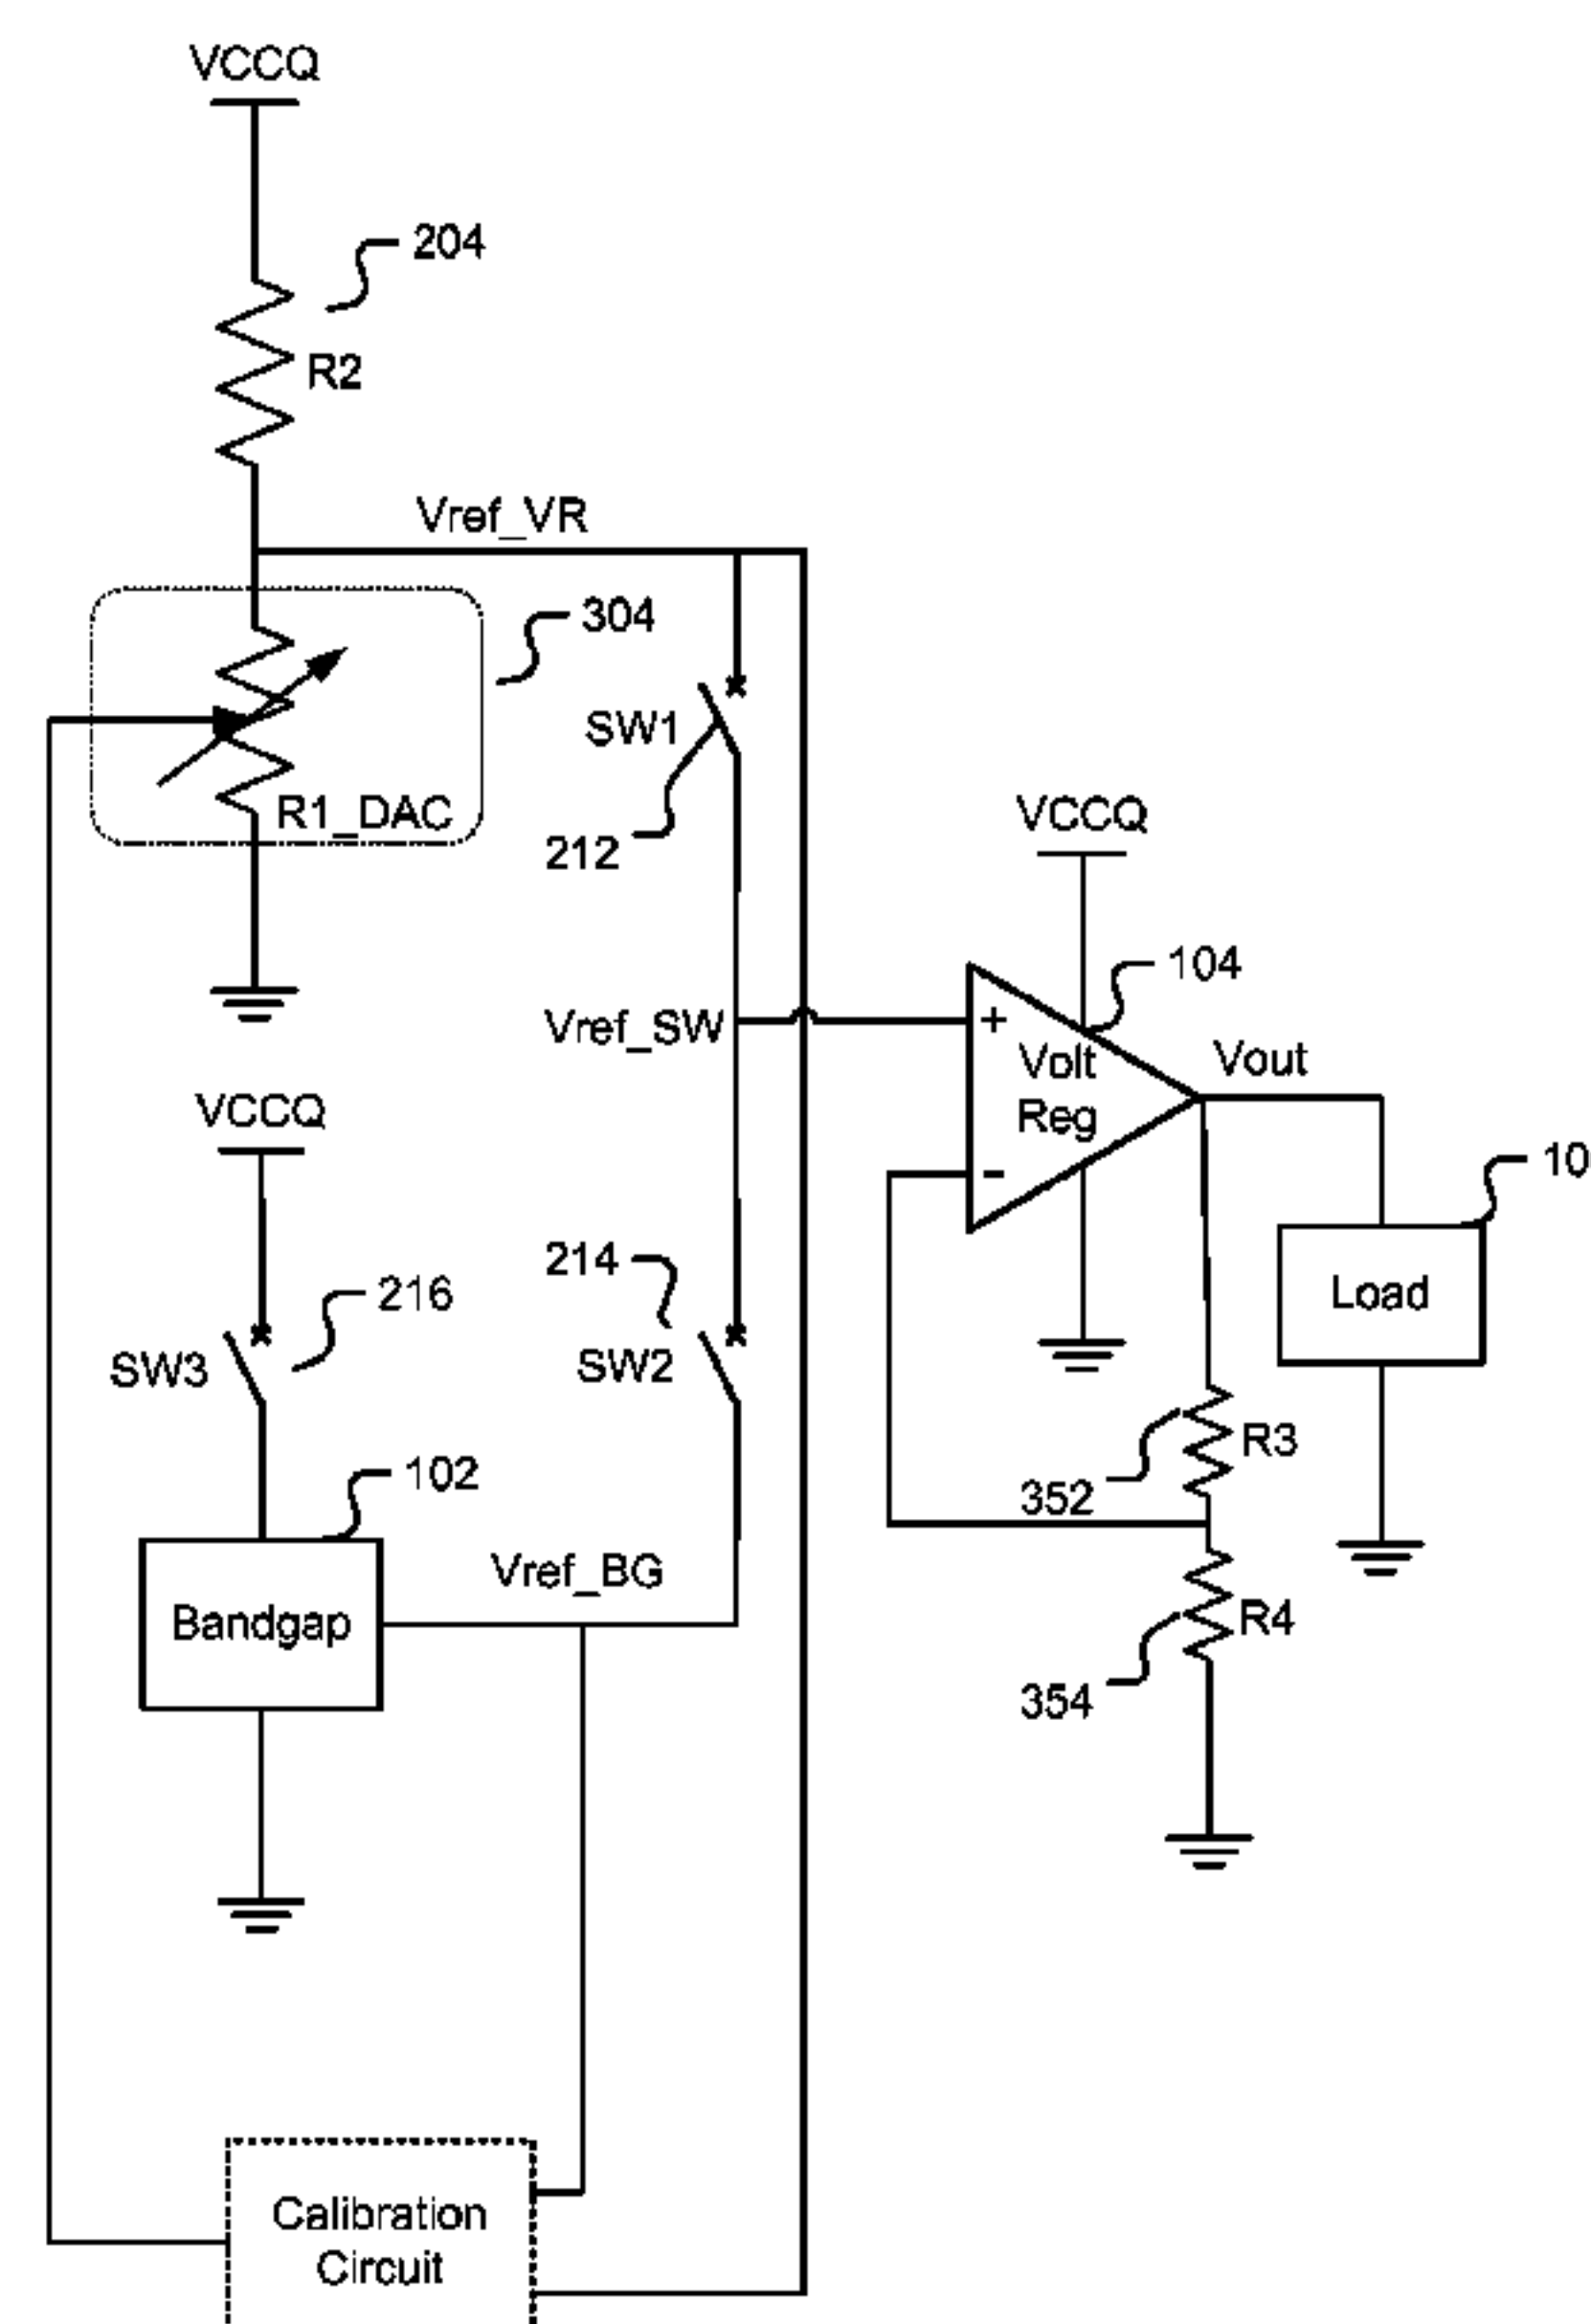 VCCQ
204
R2
Vref_VR
304
SW1
R1_DAC
212
VCCQ
104
+
Vref_SW
Volt
Reg
Vout
VCCQ
-
10
214
216
Load
SW3
SW2
R3
102
352
Vref_BG
Bandgap
R4
354
Calibration
Circuit